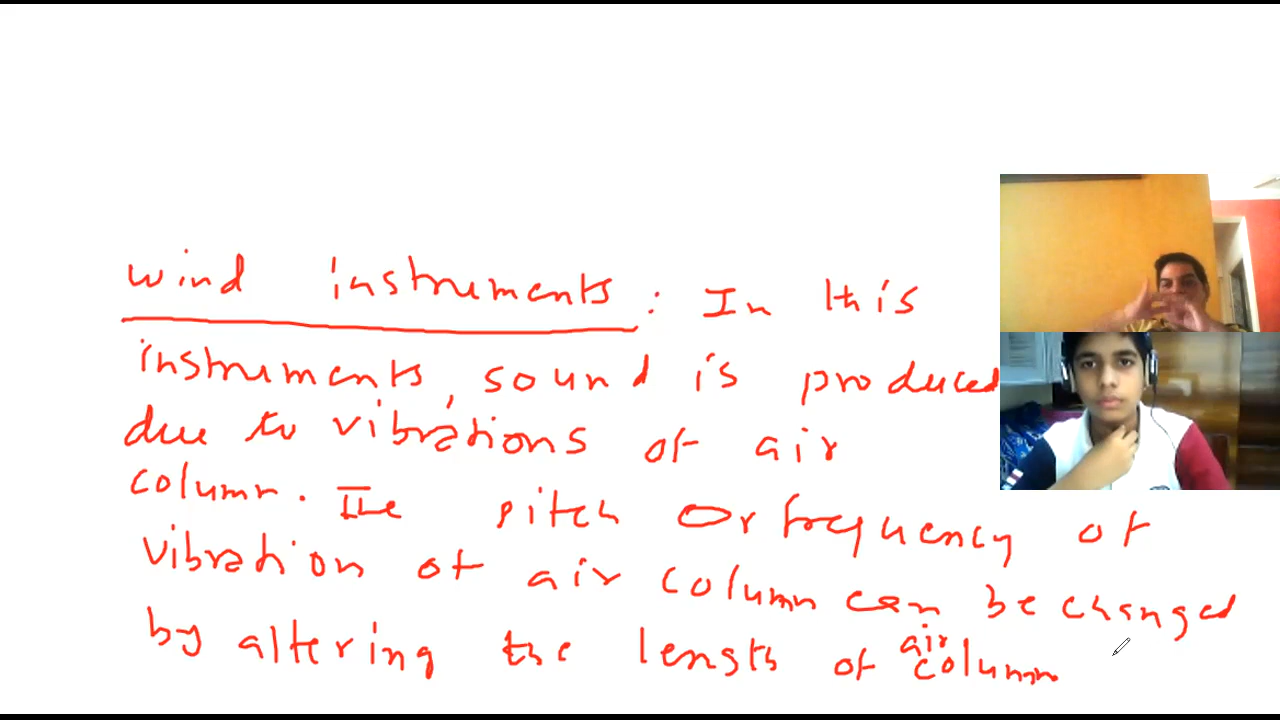 wind instruments : In this
instruments, sound is produced
due to vibrations of air
column. The pitch or frequency of
vibration of air column can be changed
by altering the length of air column